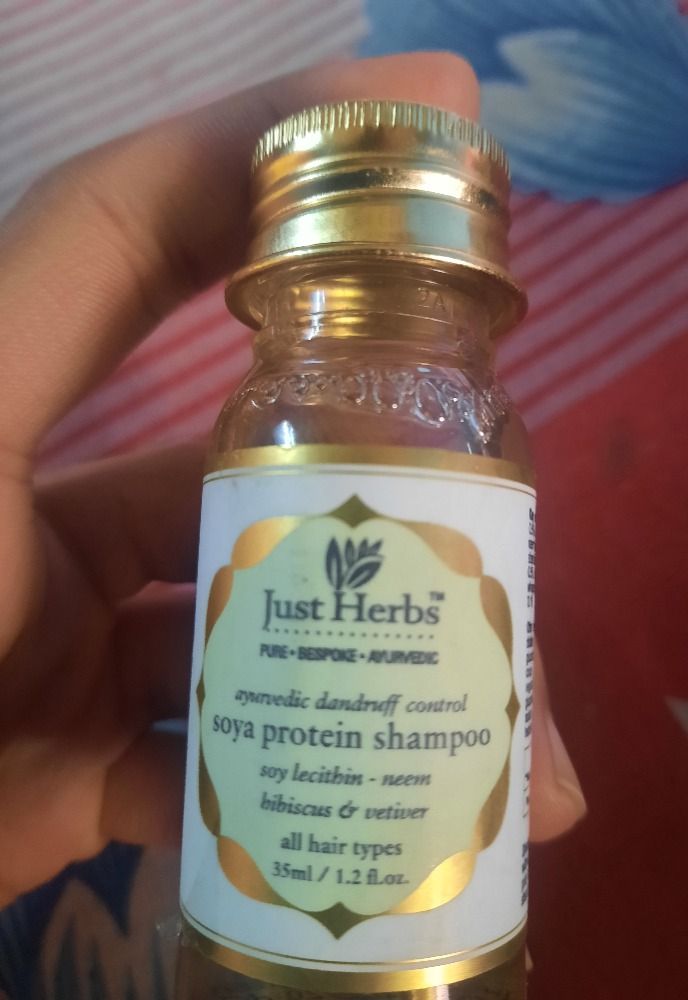 Just Herbs™
PURE • BESPOKE • AYURVEDIC
ayurvedic dandruff control
soya protein shampoo
soy lecithin - neem
hibiscus & vetiver
all hair types
35ml / 1.2 fl.oz.